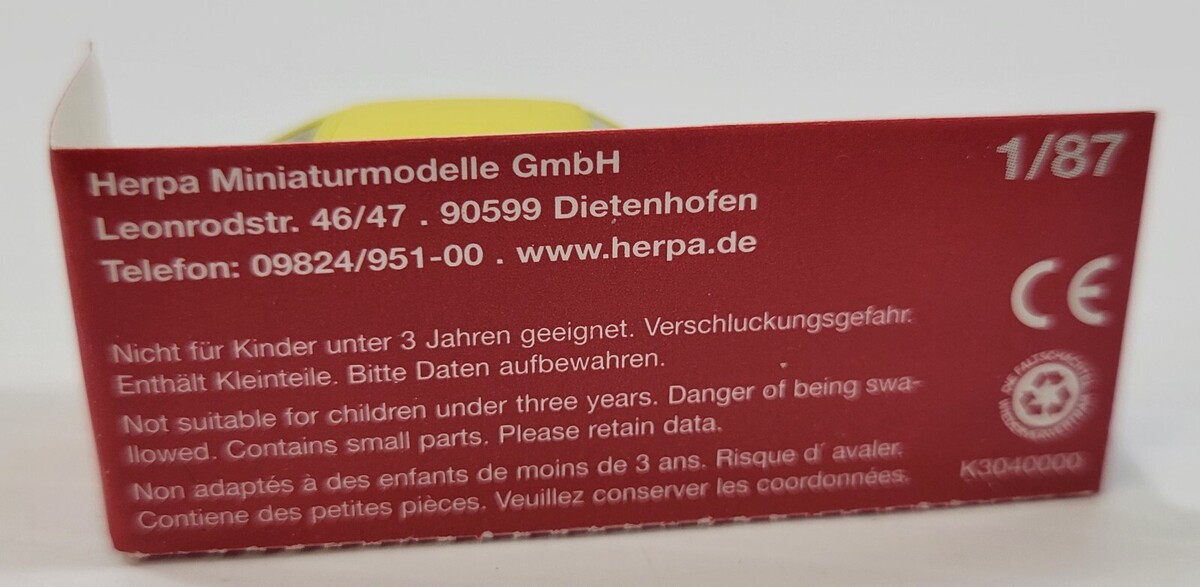 Herpa Miniaturmodelle GmbH
1/87
Leonrodstr. 46/47 . 90599 Dietenhofen
Telefon: 09824/951-00 . www.herpa.de
CE
Nicht für Kinder unter 3 Jahren geeignet. Verschluckungsgefahr.
Enthält Kleinteile. Bitte Daten aufbewahren.
Not suitable for children under three years. Danger of being swa-
llowed. Contains small parts. Please retain data.
Non adaptés à des enfants de moins de 3 ans. Risque d´ avaler.
Contiene des petites pièces. Veuillez conserver les coordonnées.
DIE FALTSCHACHTEL
K3040000